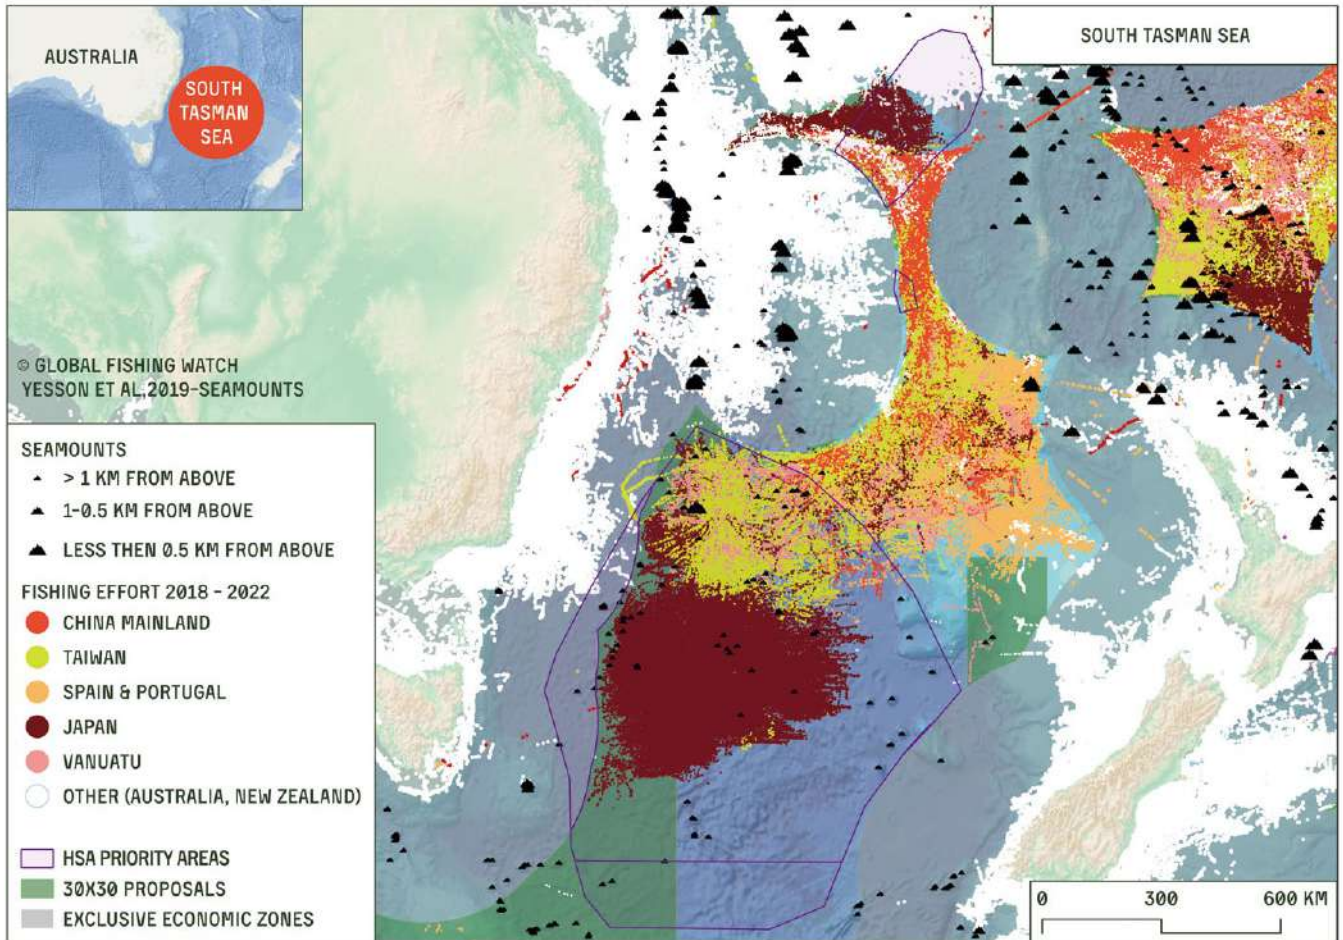 AUSTRALIA
SOUTH
TASMAN
SEA
SOUTH TASMAN SEA
© GLOBAL FISHING WATCH
YESSON ET AL,2019-SEAMOUNTS
SEAMOUNTS
> 1 KM FROM ABOVE
1-0.5 KM FROM ABOVE
LESS THEN 0.5 KM FROM ABOVE
FISHING EFFORT 2018 - 2022
CHINA MAINLAND
TAIWAN
SPAIN & PORTUGAL
JAPAN
VANUATU
OTHER (AUSTRALIA, NEW ZEALAND)
HSA PRIORITY AREAS
30X30 PROPOSALS
EXCLUSIVE ECONOMIC ZONES
0 300 600 KM